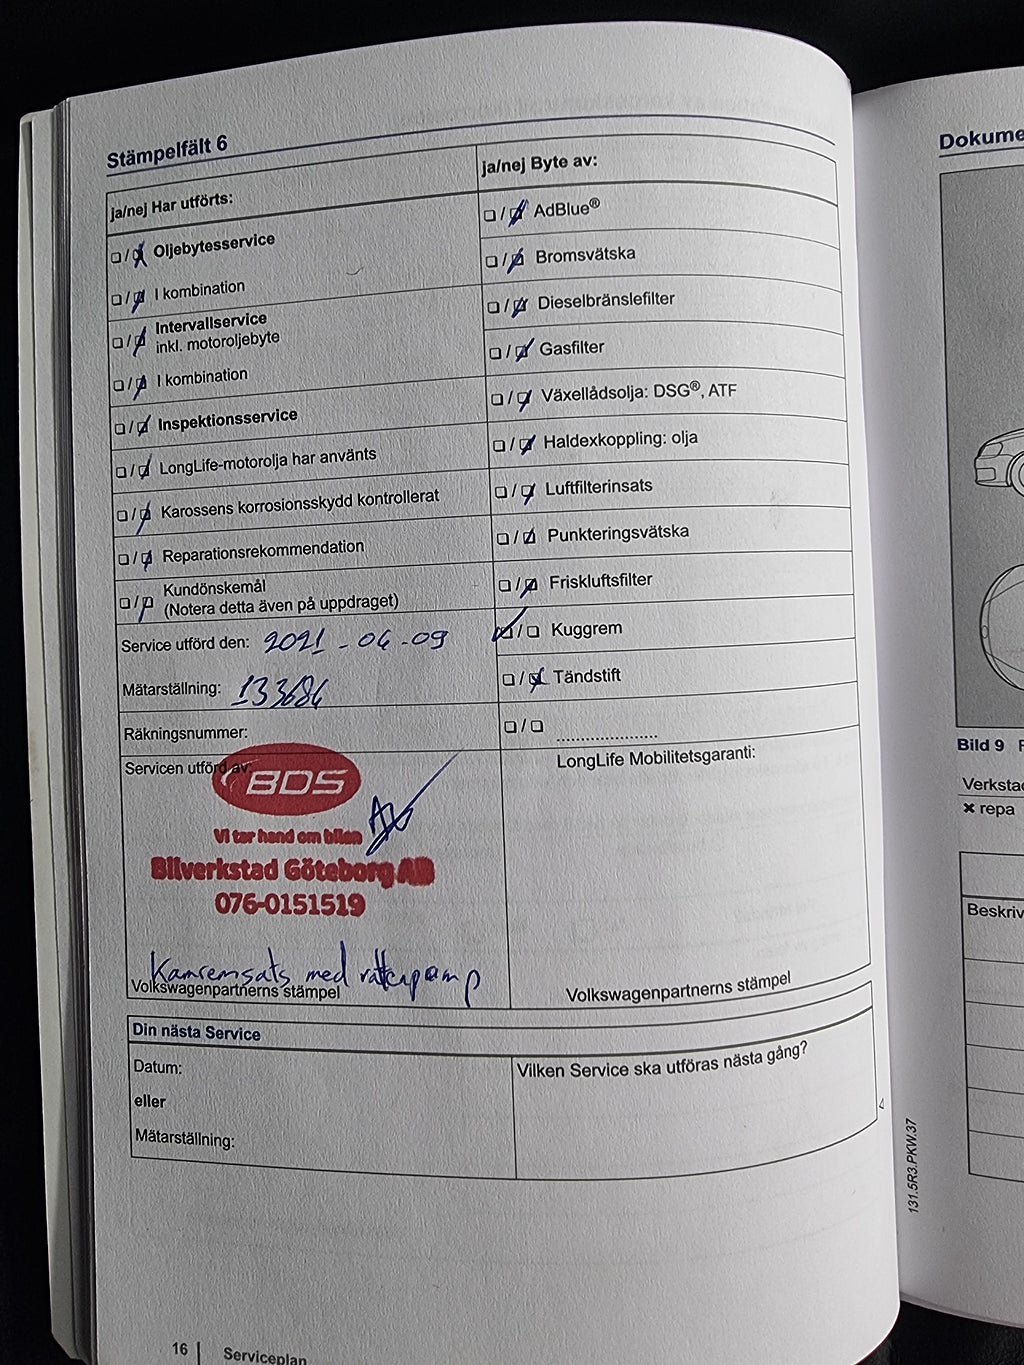 Stämpelfält 6
ja/nej Har utförts:
❑ / ❑ Oljebytesservice
❑ / ❑ I kombination
❑ / ❑ Intervallservice
inkl. motoroljebyte
❑ / ❑ I kombination
❑ / ❑ Inspektionsservice
❑ / ❑ LongLife-motorolja har använts
❑ / ❑ Karossens korrosionsskydd kontrollerat
❑ / ❑ Reparationsrekommendation
❑ / ❑ Kundönskemål
(Notera detta även på uppdraget)
Service utförd den: 2021-04-09
Mätarställning: 133684
Räkningsnummer:
Servicen utförd av:
BDS
Vi tar hand om bilen
Bilverkstad Göteborg AB
076-0151519
Kamremsats med vattenpump
Volkswagenpartnerns stämpel
ja/nej Byte av:
❑ / ❑ AdBlue®
❑ / ❑ Bromsvätska
❑ / ❑ Dieselbränslefilter
❑ / ❑ Gasfilter
❑ / ❑ Växellådsolja: DSG®, ATF
❑ / ❑ Haldexkoppling: olja
❑ / ❑ Luftfilterinsats
❑ / ❑ Punkteringsvätska
❑ / ❑ Friskluftsfilter
❑ / ❑ Kuggrem
❑ / ❑ Tändstift
❑ / ❑ ......................
LongLife Mobilitetsgaranti:
Volkswagenpartnerns stämpel
Din nästa Service
Datum:
eller
Mätarställning:
Vilken Service ska utföras nästa gång?
16 | Serviceplan
131.5R3.PKW.37
Dokume
Bild 9 F
Verksta
✖ repa
Beskriv